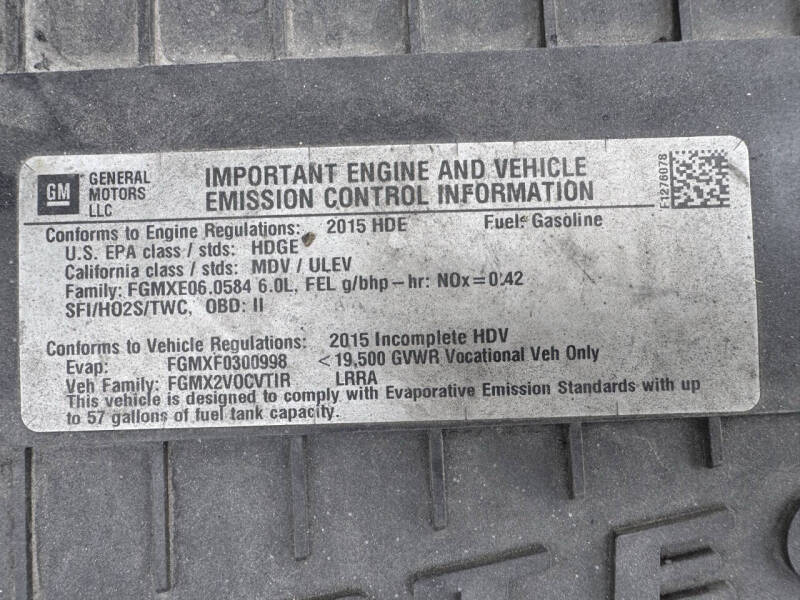 GM
GENERAL
MOTORS
LLC
IMPORTANT ENGINE AND VEHICLE
EMISSION CONTROL INFORMATION
F1276078
Conforms to Engine Regulations: 2015 HDE Fuel: Gasoline
U.S. EPA class / stds: HDGE
California class / stds: MDV / ULEV
Family: FGMXE06.0584 6.0L, FEL g/bhp-hr: NOx=0.42
SFI/HO2S/TWC, OBD: II
Conforms to Vehicle Regulations: 2015 Incomplete HDV
Evap: FGMXF0300998 <19,500 GVWR Vocational Veh Only
Veh Family: FGMX2VOCVTIR LRRA
This vehicle is designed to comply with Evaporative Emission Standards with up
to 57 gallons of fuel tank capacity.